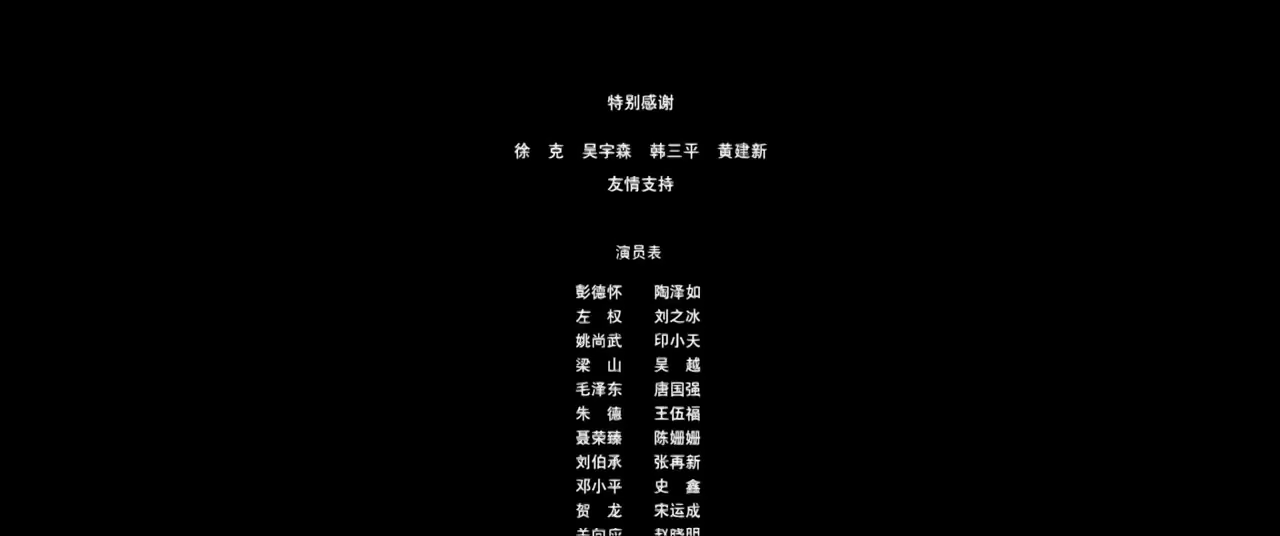 特别感谢
徐　克　吴宇森　韩三平　黄建新
友情支持
演员表
彭德怀　陶泽如
左　权　刘之冰
姚尚武　印小天
梁　山　吴　越
毛泽东　唐国强
朱　德　王伍福
聂荣臻　陈姗姗
刘伯承　张再新
邓小平　史　鑫
贺　龙　宋运成